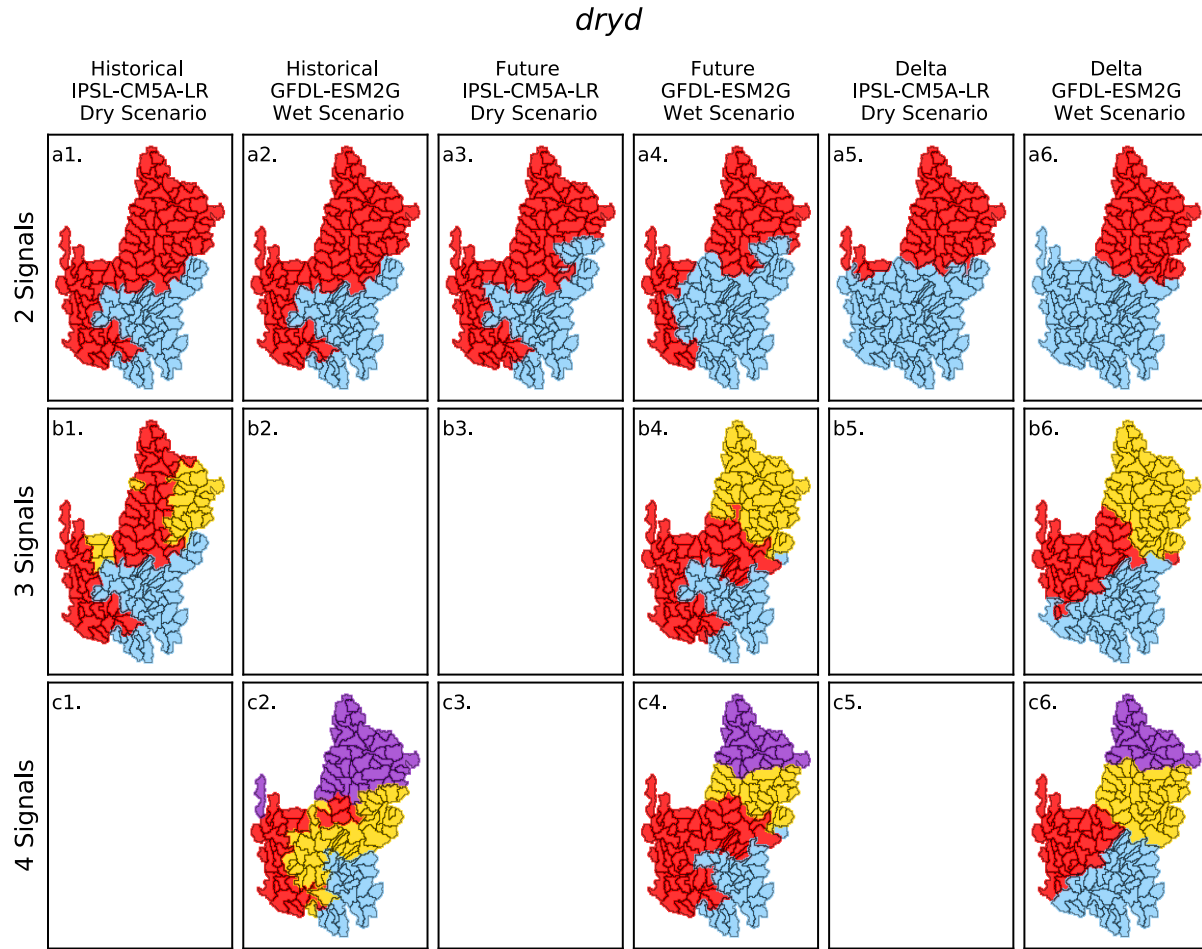 dryd
Historical
IPSL-CM5A-LR
Dry Scenario
Historical
GFDL-ESM2G
Wet Scenario
Future
IPSL-CM5A-LR
Dry Scenario
Future
GFDL-ESM2G
Wet Scenario
Delta
IPSL-CM5A-LR
Dry Scenario
Delta
GFDL-ESM2G
Wet Scenario
2 Signals
a1.
a2.
a3.
a4.
a5.
a6.
3 Signals
b1.
b2.
b3.
b4.
b5.
b6.
4 Signals
c1.
c2.
c3.
c4.
c5.
c6.